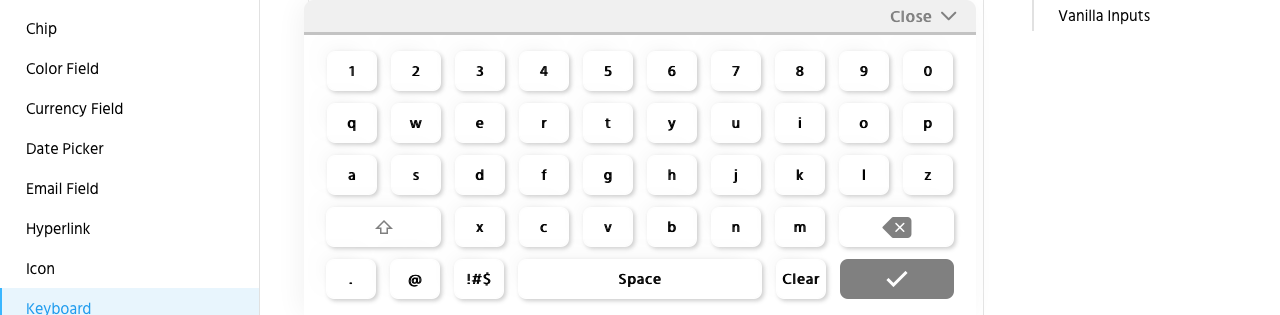 Chip
Color Field
Currency Field
Date Picker
Email Field
Hyperlink
Icon
Keyboard
Close
1 2 3 4 5 6 7 8 9 0
q w e r t y u i o p
a s d f g h j k l z
x c v b n m
. @ !#$ Space Clear
Vanilla Inputs